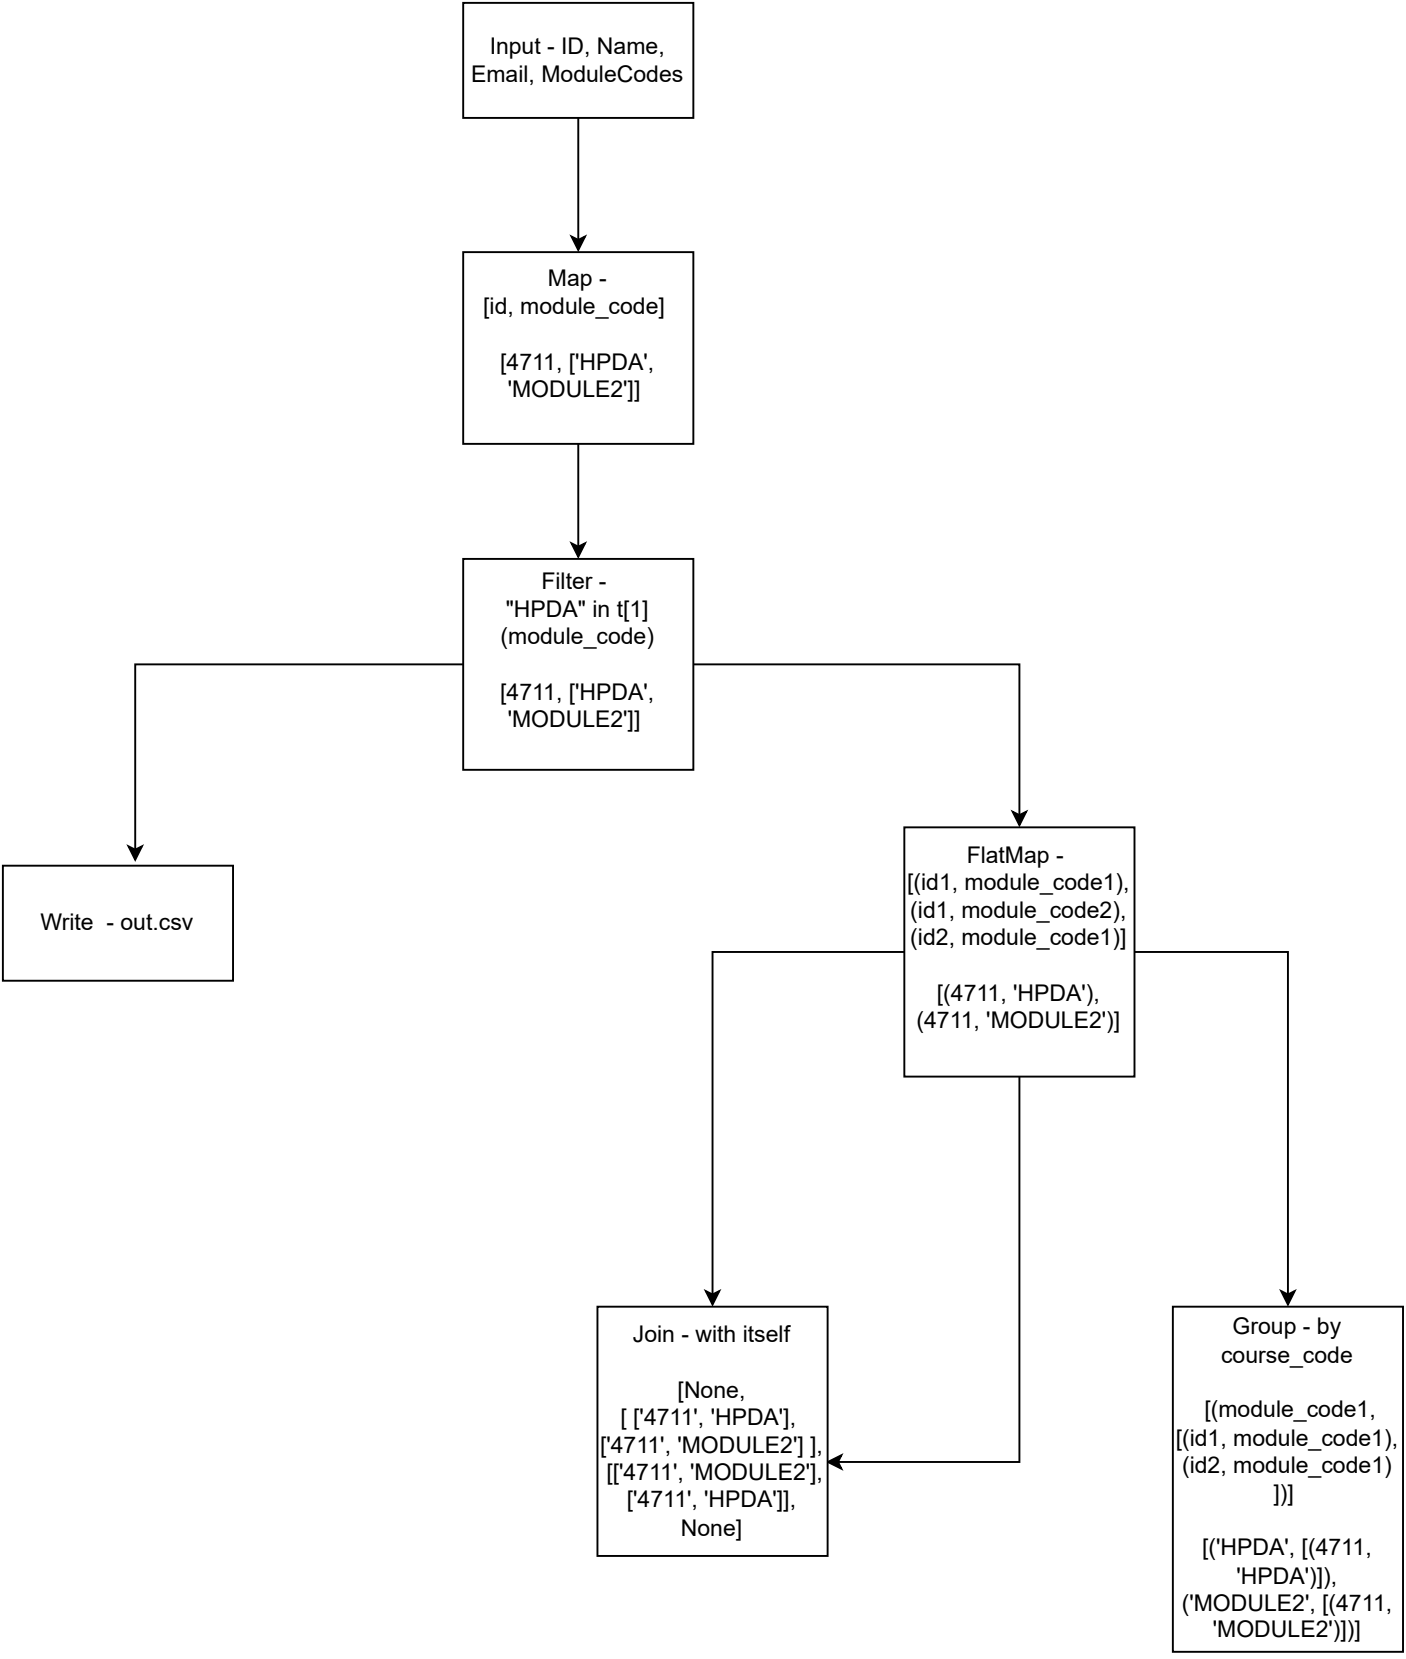 Input - ID, Name,
Email, ModuleCodes
Map -
[id, module_code]
[4711, ['HPDA',
'MODULE2']]
Filter -
"HPDA" in t[1]
(module_code)
[4711, ['HPDA',
'MODULE2']]
Write  - out.csv
FlatMap -
[(id1, module_code1),
(id1, module_code2),
(id2, module_code1)]
[(4711, 'HPDA'),
(4711, 'MODULE2')]
Join - with itself
[None,
[ ['4711', 'HPDA'],
['4711', 'MODULE2'] ],
[['4711', 'MODULE2'],
['4711', 'HPDA']],
None]
Group - by
course_code
[(module_code1,
[(id1, module_code1),
(id2, module_code1)
])]
[('HPDA', [(4711,
'HPDA')]),
('MODULE2', [(4711,
'MODULE2')])]